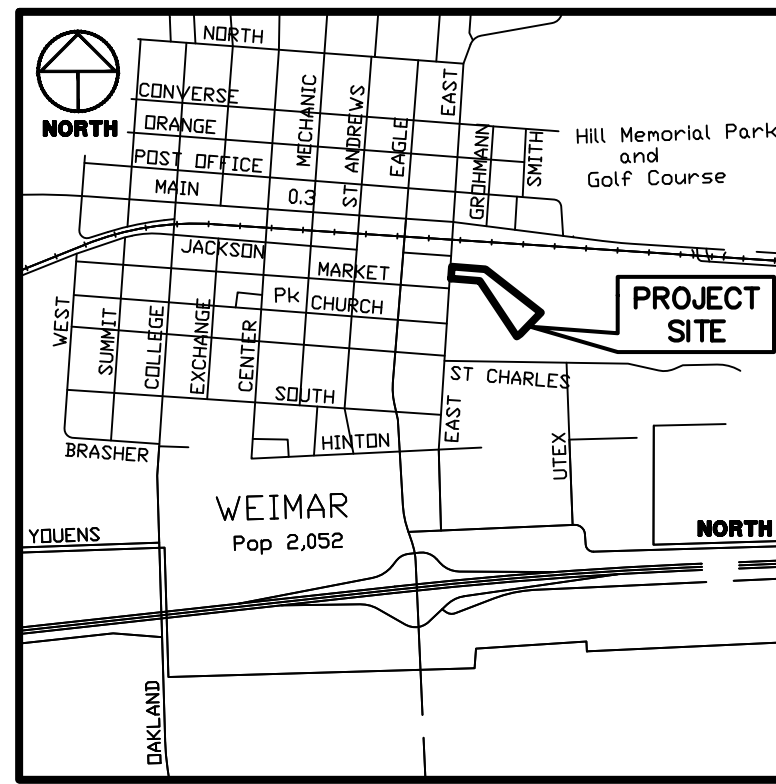 NORTH
NORTH
CONVERSE
ORANGE
POST OFFICE
MAIN
0.3
MECHANIC
ST ANDREWS
EAGLE
EAST
GROHMANN
SMITH
Hill Memorial Park
and
Golf Course
JACKSON
MARKET
Pk
CHURCH
PROJECT
SITE
WEST
SUMMIT
COLLEGE
EXCHANGE
CENTER
SOUTH
ST CHARLES
EAST
HINTON
BRASHER
UTEX
WEIMAR
Pop 2,052
YOUENS
NORTH
OAKLAND